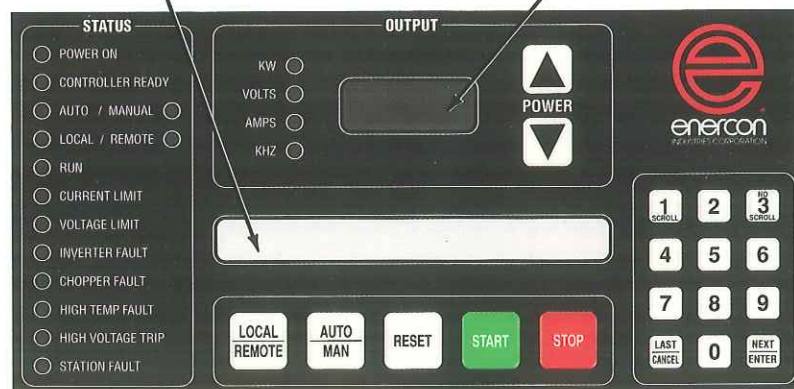 STATUS
POWER ON
CONTROLLER READY
AUTO / MANUAL
LOCAL / REMOTE
RUN
CURRENT LIMIT
VOLTAGE LIMIT
INVERTER FAULT
CHOPPER FAULT
HIGH TEMP FAULT
HIGH VOLTAGE TRIP
STATION FAULT
OUTPUT
KW
VOLTS
AMPS
KHZ
POWER
e
enercon
INDUSTRIES CORPORATION
LOCAL
REMOTE
AUTO
MAN
RESET
START
STOP
1
SCROLL
2
NO
3
SCROLL
4 5 6
7 8 9
LAST
CANCEL
0
NEXT
ENTER